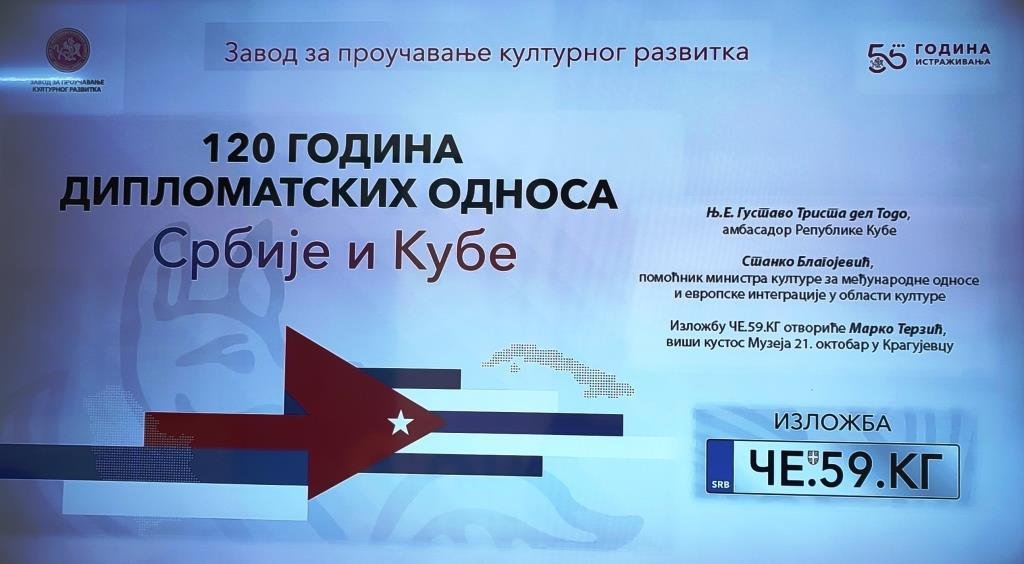 ЗАВОД ЗА ПРОУЧАВАЊЕ
КУЛТУРНОГ РАЗВИТКА
Завод за проучавање културног развитка
55 ГОДИНА
ИСТРАЖИВАЊА
120 ГОДИНА
ДИПЛОМАТСКИХ ОДНОСА
Србије и Кубе
Њ.Е. Густаво Триста дел Тодо,
амбасадор Републике Кубе
Станко Благојевић,
помоћник министра културе за међународне односе
и европске интеграције у области културе
Изложбу ЧЕ.59.КГ отвориће Марко Терзић,
виши кустос Музеја 21. октобар у Крагујевцу
ИЗЛОЖБА
SRB ЧЕ.59.КГ